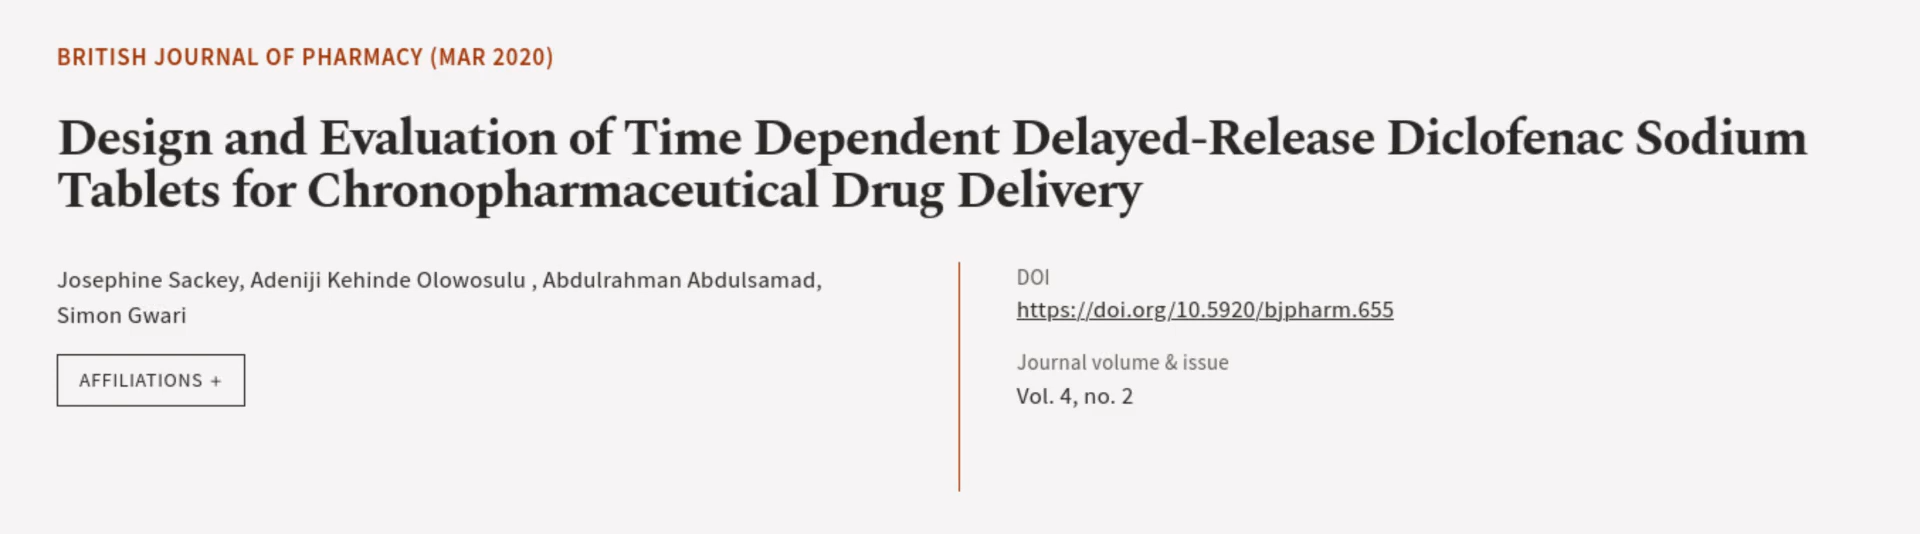 BRITISH JOURNAL OF PHARMACY (MAR 2020)
Design and Evaluation of Time Dependent Delayed-Release Diclofenac Sodium
Tablets for Chronopharmaceutical Drug Delivery
Josephine Sackey, Adeniji Kehinde Olowosulu , Abdulrahman Abdulsamad,
Simon Gwari
AFFILIATIONS +
DOI
https://doi.org/10.5920/bjpharm.655
Journal volume & issue
Vol. 4, no. 2